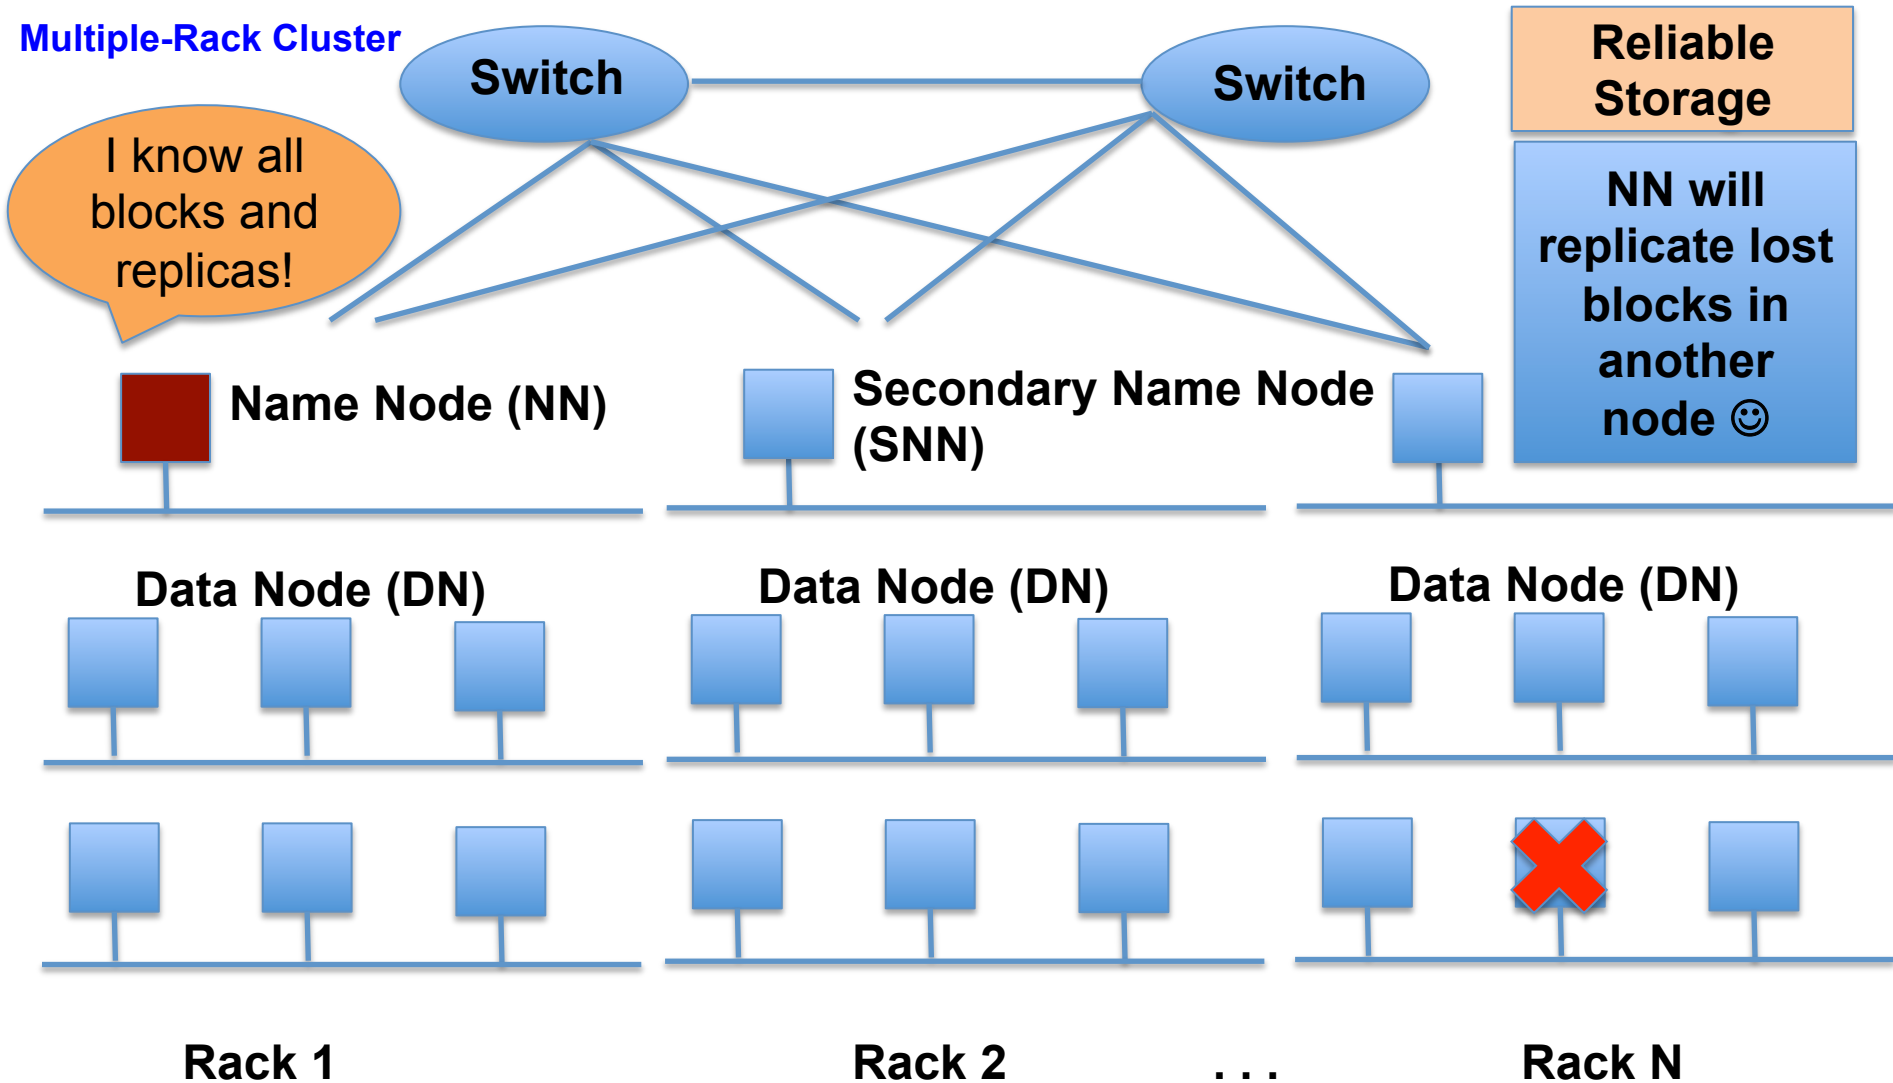 Multiple-Rack Cluster
Switch
Switch
Reliable
Storage
I know all
blocks and
replicas!
NN will
replicate lost
blocks in
another
node ☺
Name Node (NN)
Secondary Name Node
(SNN)
Data Node (DN)
Data Node (DN)
Data Node (DN)
Rack 1
Rack 2
. . .
Rack N